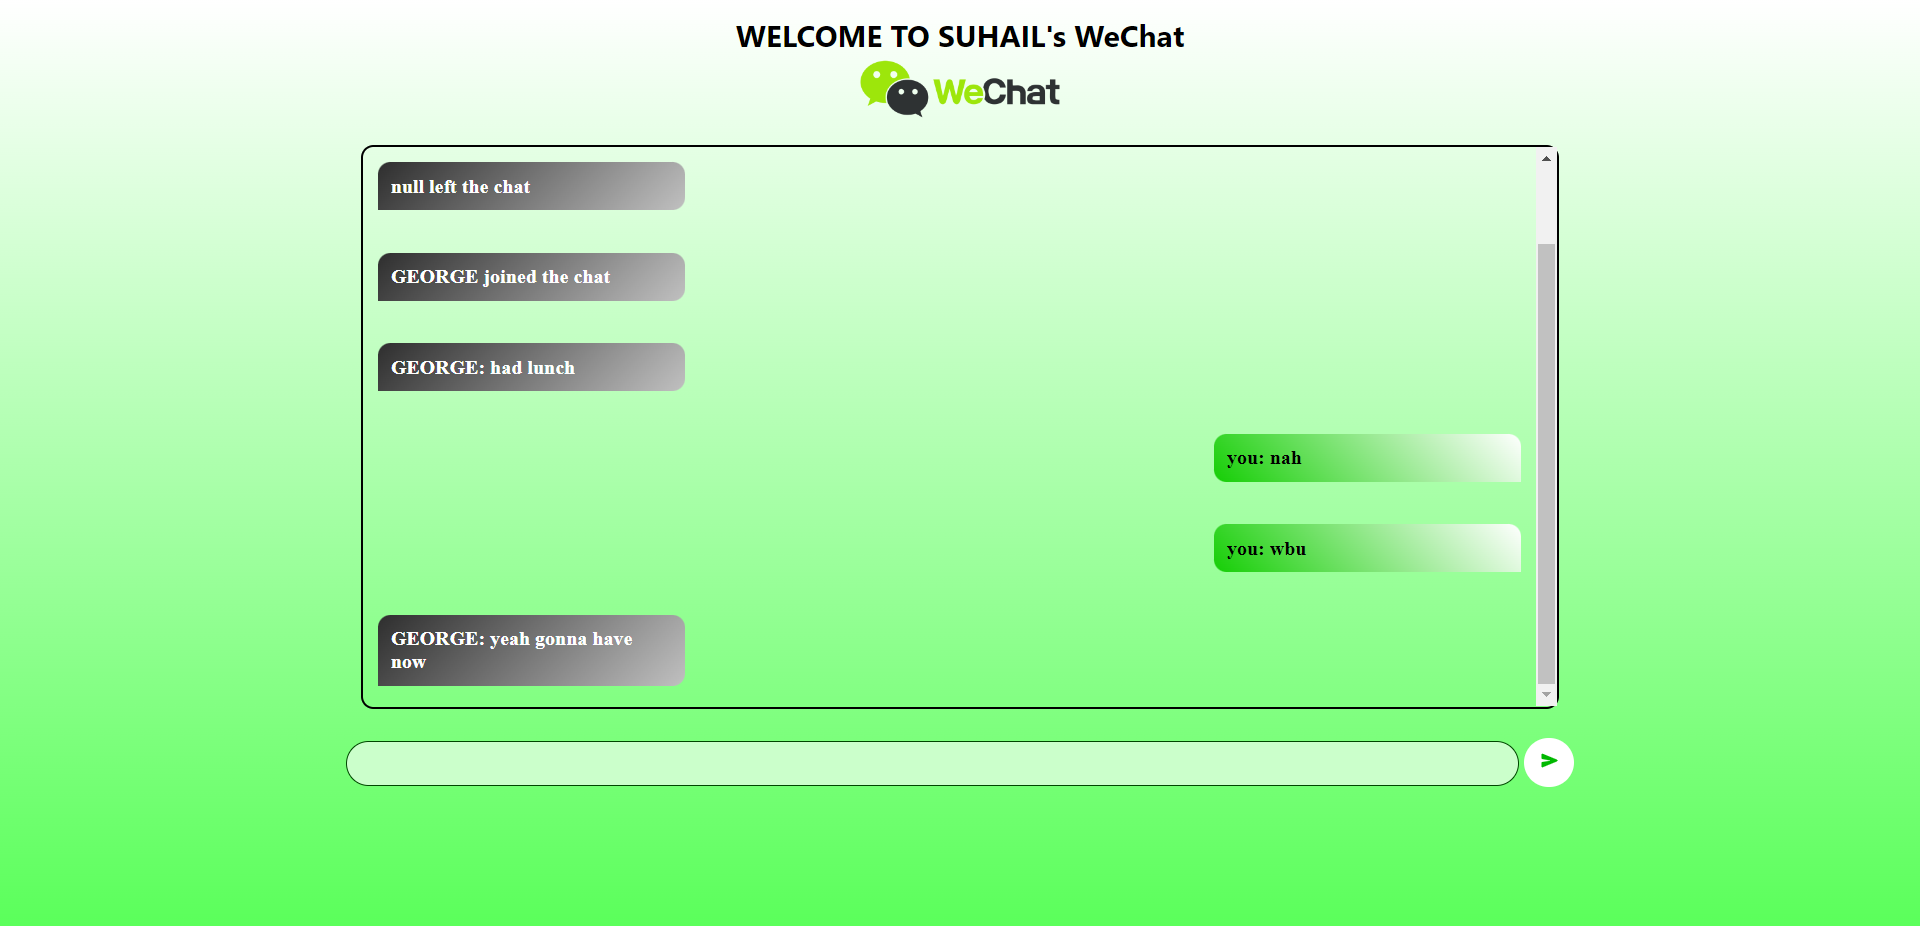 WELCOME TO SUHAIL's WeChat
WeChat
null left the chat
GEORGE joined the chat
GEORGE: had lunch
you: nah
you: wbu
GEORGE: yeah gonna have
now